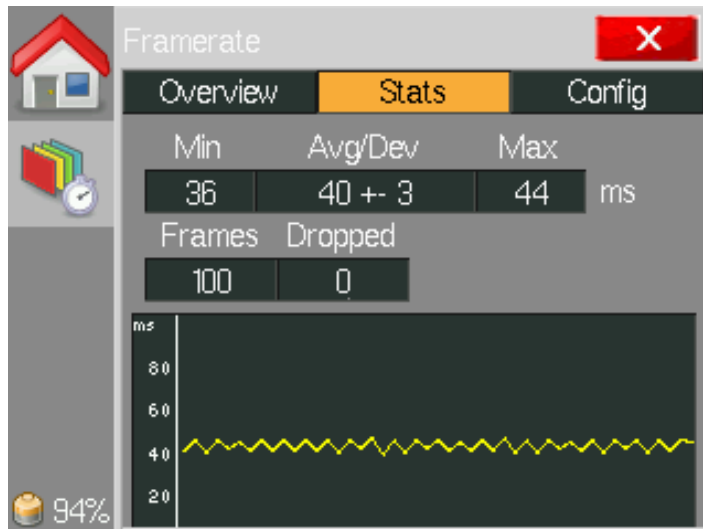 Framerate
X
Overview Stats Config
Min Avg/Dev Max
36 40 +- 3 44 ms
Frames Dropped
100 0
ms
80
60
40
20
94%